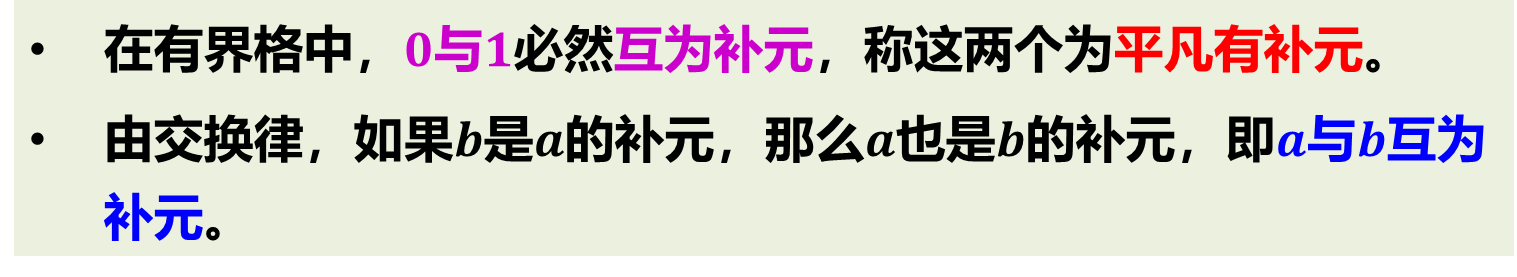 • 在有界格中，0与1必然互为补元，称这两个为平凡有补元。
• 由交换律，如果b是a的补元，那么a也是b的补元，即a与b互为
补元。